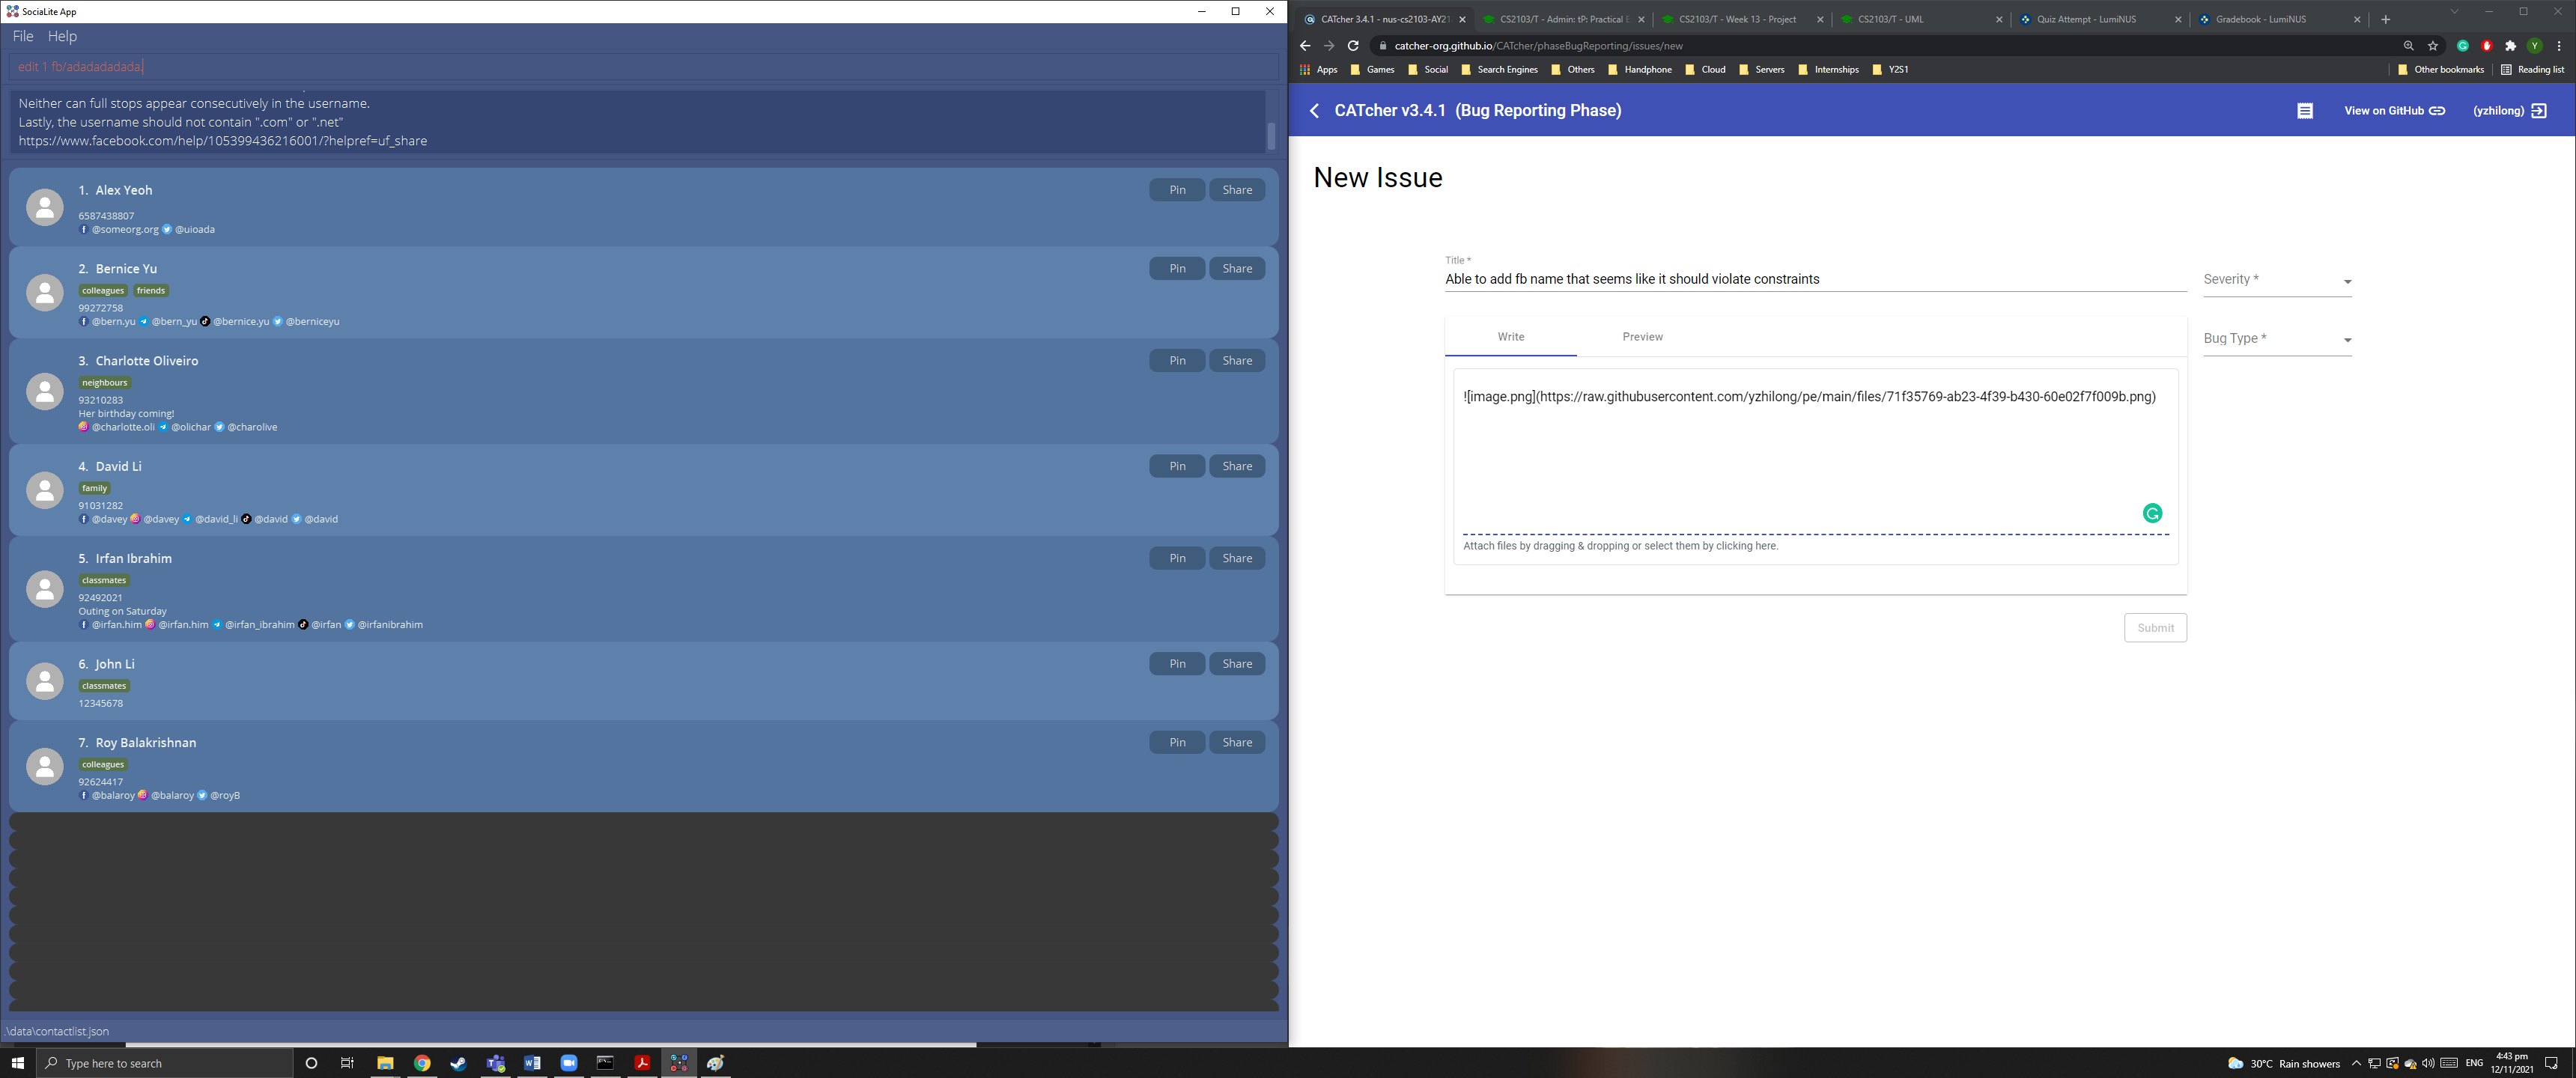 SociaLite App
File Help
edit 1 fb/adadadadada.
Neither can full stops appear consecutively in the username.
Lastly, the username should not contain ".com" or ".net"
https://www.facebook.com/help/105399436216001/?helpref=uf_share
1. Alex Yeoh
Pin Share
6587438807
@someorg.org @uioada
2. Bernice Yu
Pin Share
colleagues friends
99272758
@bern.yu @bern_yu @bernice.yu @berniceyu
3. Charlotte Oliveiro
Pin Share
neighbours
93210283
Her birthday coming!
@charlotte.oli @olichar @charolive
4. David Li
Pin Share
family
91031282
@davey @davey @david_li @david @david
5. Irfan Ibrahim
Pin Share
classmates
92492021
Outing on Saturday
@irfan.him @irfan.him @irfan_ibrahim @irfan @irfanibrahim
6. John Li
Pin Share
classmates
12345678
7. Roy Balakrishnan
Pin Share
colleagues
92624417
@balaroy @balaroy @royB
.\data\contactlist.json
CATcher 3.4.1 - nus-cs2103-AY21 CS2103/T - Admin: tP: Practical E CS2103/T - Week 13 - Project CS2103/T - UML Quiz Attempt - LumiNUS Gradebook - LumiNUS
catcher-org.github.io/CATcher/phaseBugReporting/issues/new
Apps Games Social Search Engines Others Handphone Cloud Servers Internships Y2S1 Other bookmarks Reading list
CATcher v3.4.1 (Bug Reporting Phase) View on GitHub (yzhilong)
New Issue
Title *
Able to add fb name that seems like it should violate constraints
Severity *
Write Preview
Bug Type *
![image.png](https://raw.githubusercontent.com/yzhilong/pe/main/files/71f35769-ab23-4f39-b430-60e02f7f009b.png)
Attach files by dragging & dropping or select them by clicking here.
Submit
Type here to search
30°C Rain showers ENG 4:43 pm
12/11/2021